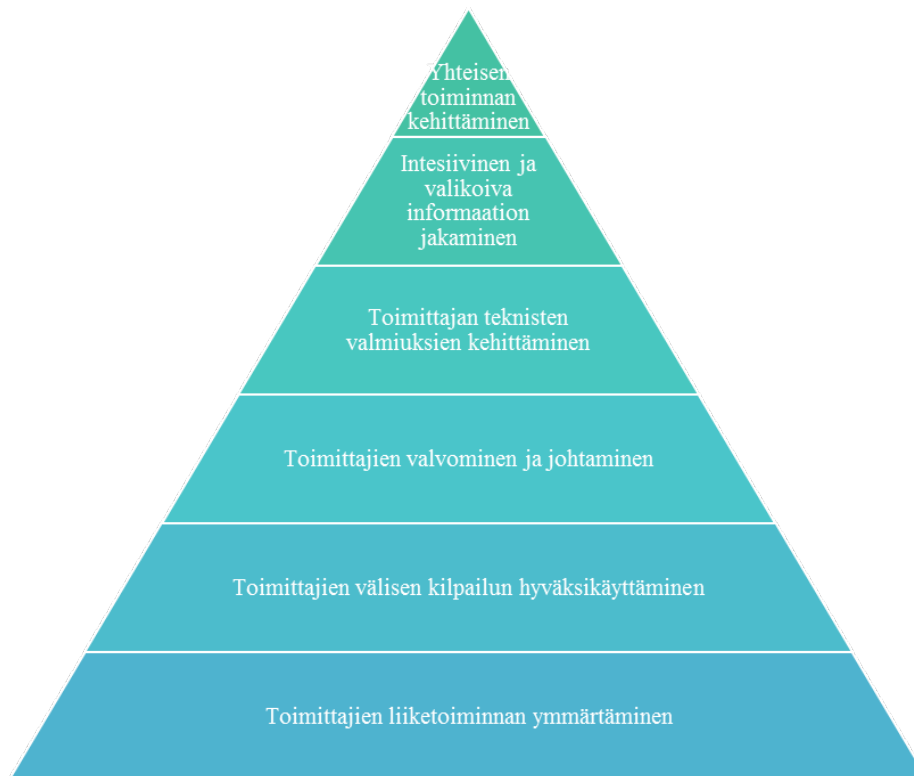 Yhteisen
toiminnan
kehittäminen
Intesiivinen ja
valikoiva
informaation
jakaminen
Toimittajan teknisten
valmiuksien kehittäminen
Toimittajien valvominen ja johtaminen
Toimittajien välisen kilpailun hyväksikäyttäminen
Toimittajien liiketoiminnan ymmärtäminen